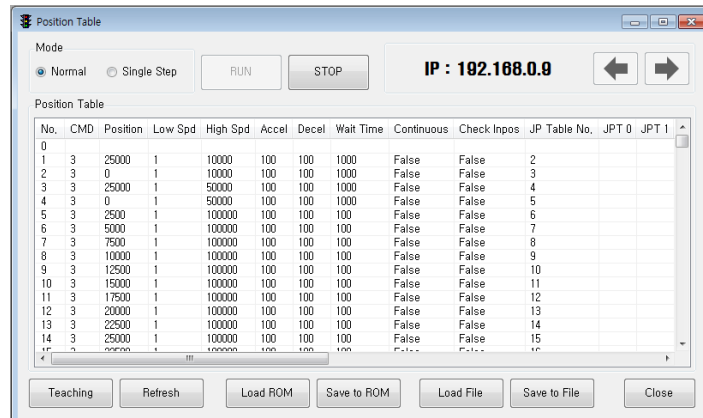 Position Table
Mode
Normal Single Step RUN STOP IP : 192.168.0.9
Position Table
No. CMD Position Low Spd High Spd Accel Decel Wait Time Continuous Check Inpos JP Table No. JPT 0 JPT 1
0
1 3 25000 1 10000 100 100 1000 False False 2
2 3 0 1 10000 100 100 1000 False False 3
3 3 25000 1 50000 100 100 1000 False False 4
4 3 0 1 50000 100 100 1000 False False 5
5 3 2500 1 100000 100 100 100 False False 6
6 3 5000 1 100000 100 100 100 False False 7
7 3 7500 1 100000 100 100 100 False False 8
8 3 10000 1 100000 100 100 100 False False 9
9 3 12500 1 100000 100 100 100 False False 10
10 3 15000 1 100000 100 100 100 False False 11
11 3 17500 1 100000 100 100 100 False False 12
12 3 20000 1 100000 100 100 100 False False 13
13 3 22500 1 100000 100 100 100 False False 14
14 3 25000 1 100000 100 100 100 False False 15
Teaching Refresh Load ROM Save to ROM Load File Save to File Close